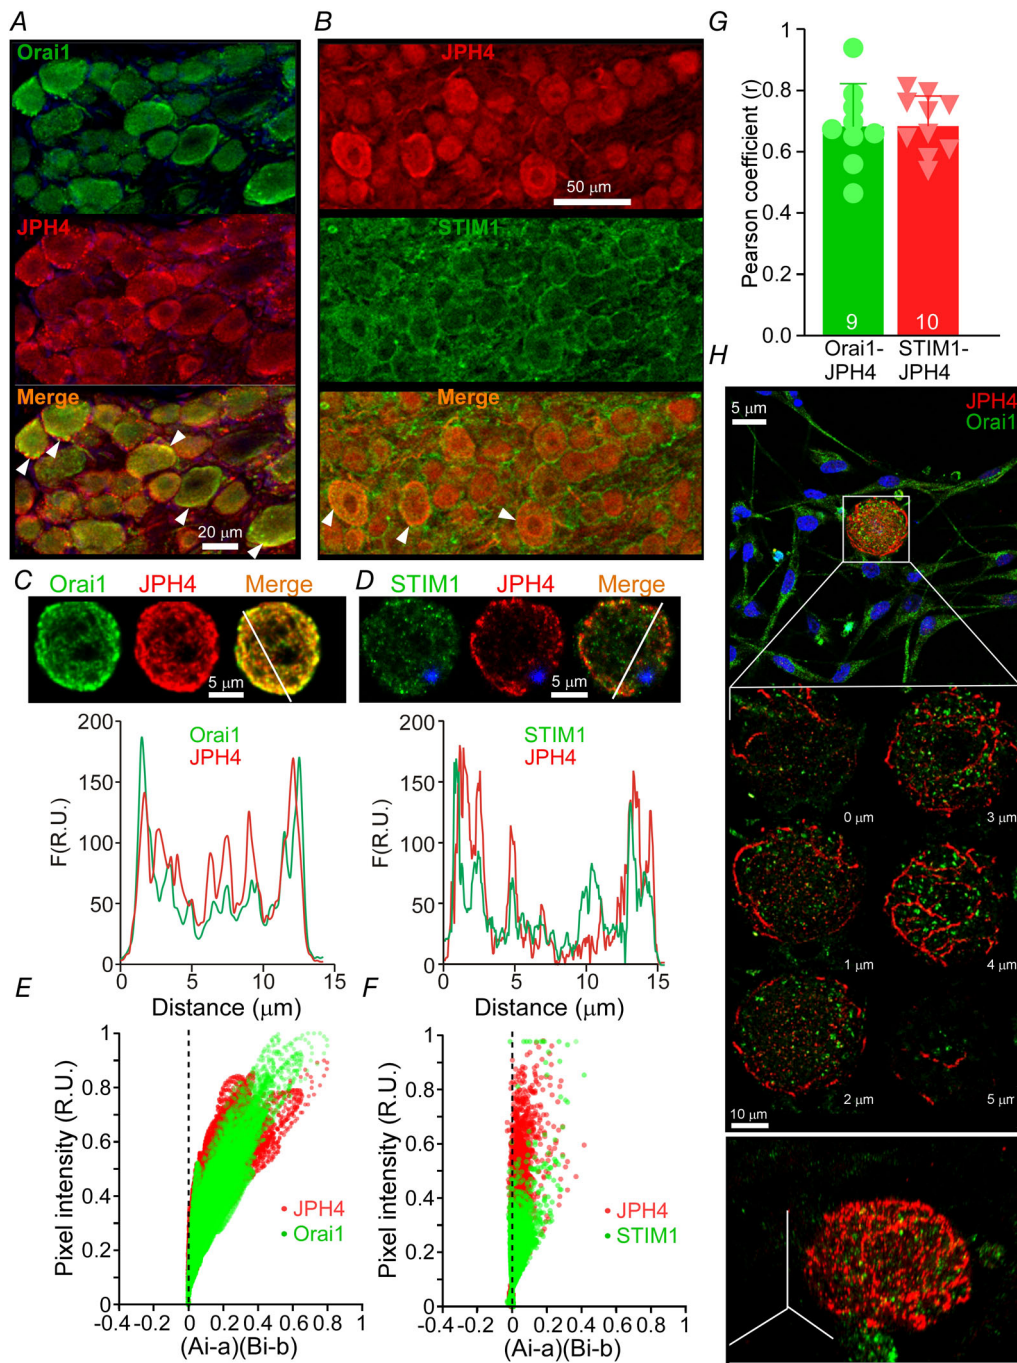 A
Orai1
JPH4
Merge
20 μm
B
JPH4
50 μm
STIM1
Merge
C
Orai1 JPH4 Merge
5 μm
F(R.U.)
200
150
100
50
0
Orai1
JPH4
0 5 10 15
Distance (μm)
D
STIM1 JPH4 Merge
5 μm
F(R.U.)
200
150
100
50
0
STIM1
JPH4
0 5 10 15
Distance (μm)
E
Pixel intensity (R.U.)
1
0.8
0.6
0.4
0.2
0
JPH4
Orai1
-0.4 -0.2 0 0.2 0.4 0.6 0.8 1
(Ai-a)(Bi-b)
F
Pixel intensity (R.U.)
1
0.8
0.6
0.4
0.2
0
JPH4
STIM1
-0.4 -0.2 0 0.2 0.4 0.6 0.8 1
(Ai-a)(Bi-b)
G
Pearson coefficient (r)
1.0
0.8
0.6
0.4
0.2
0.0
9 10
Orai1-
JPH4
STIM1-
JPH4
H
5 μm
JPH4
Orai1
0 μm
3 μm
1 μm
4 μm
2 μm
5 μm
10 μm